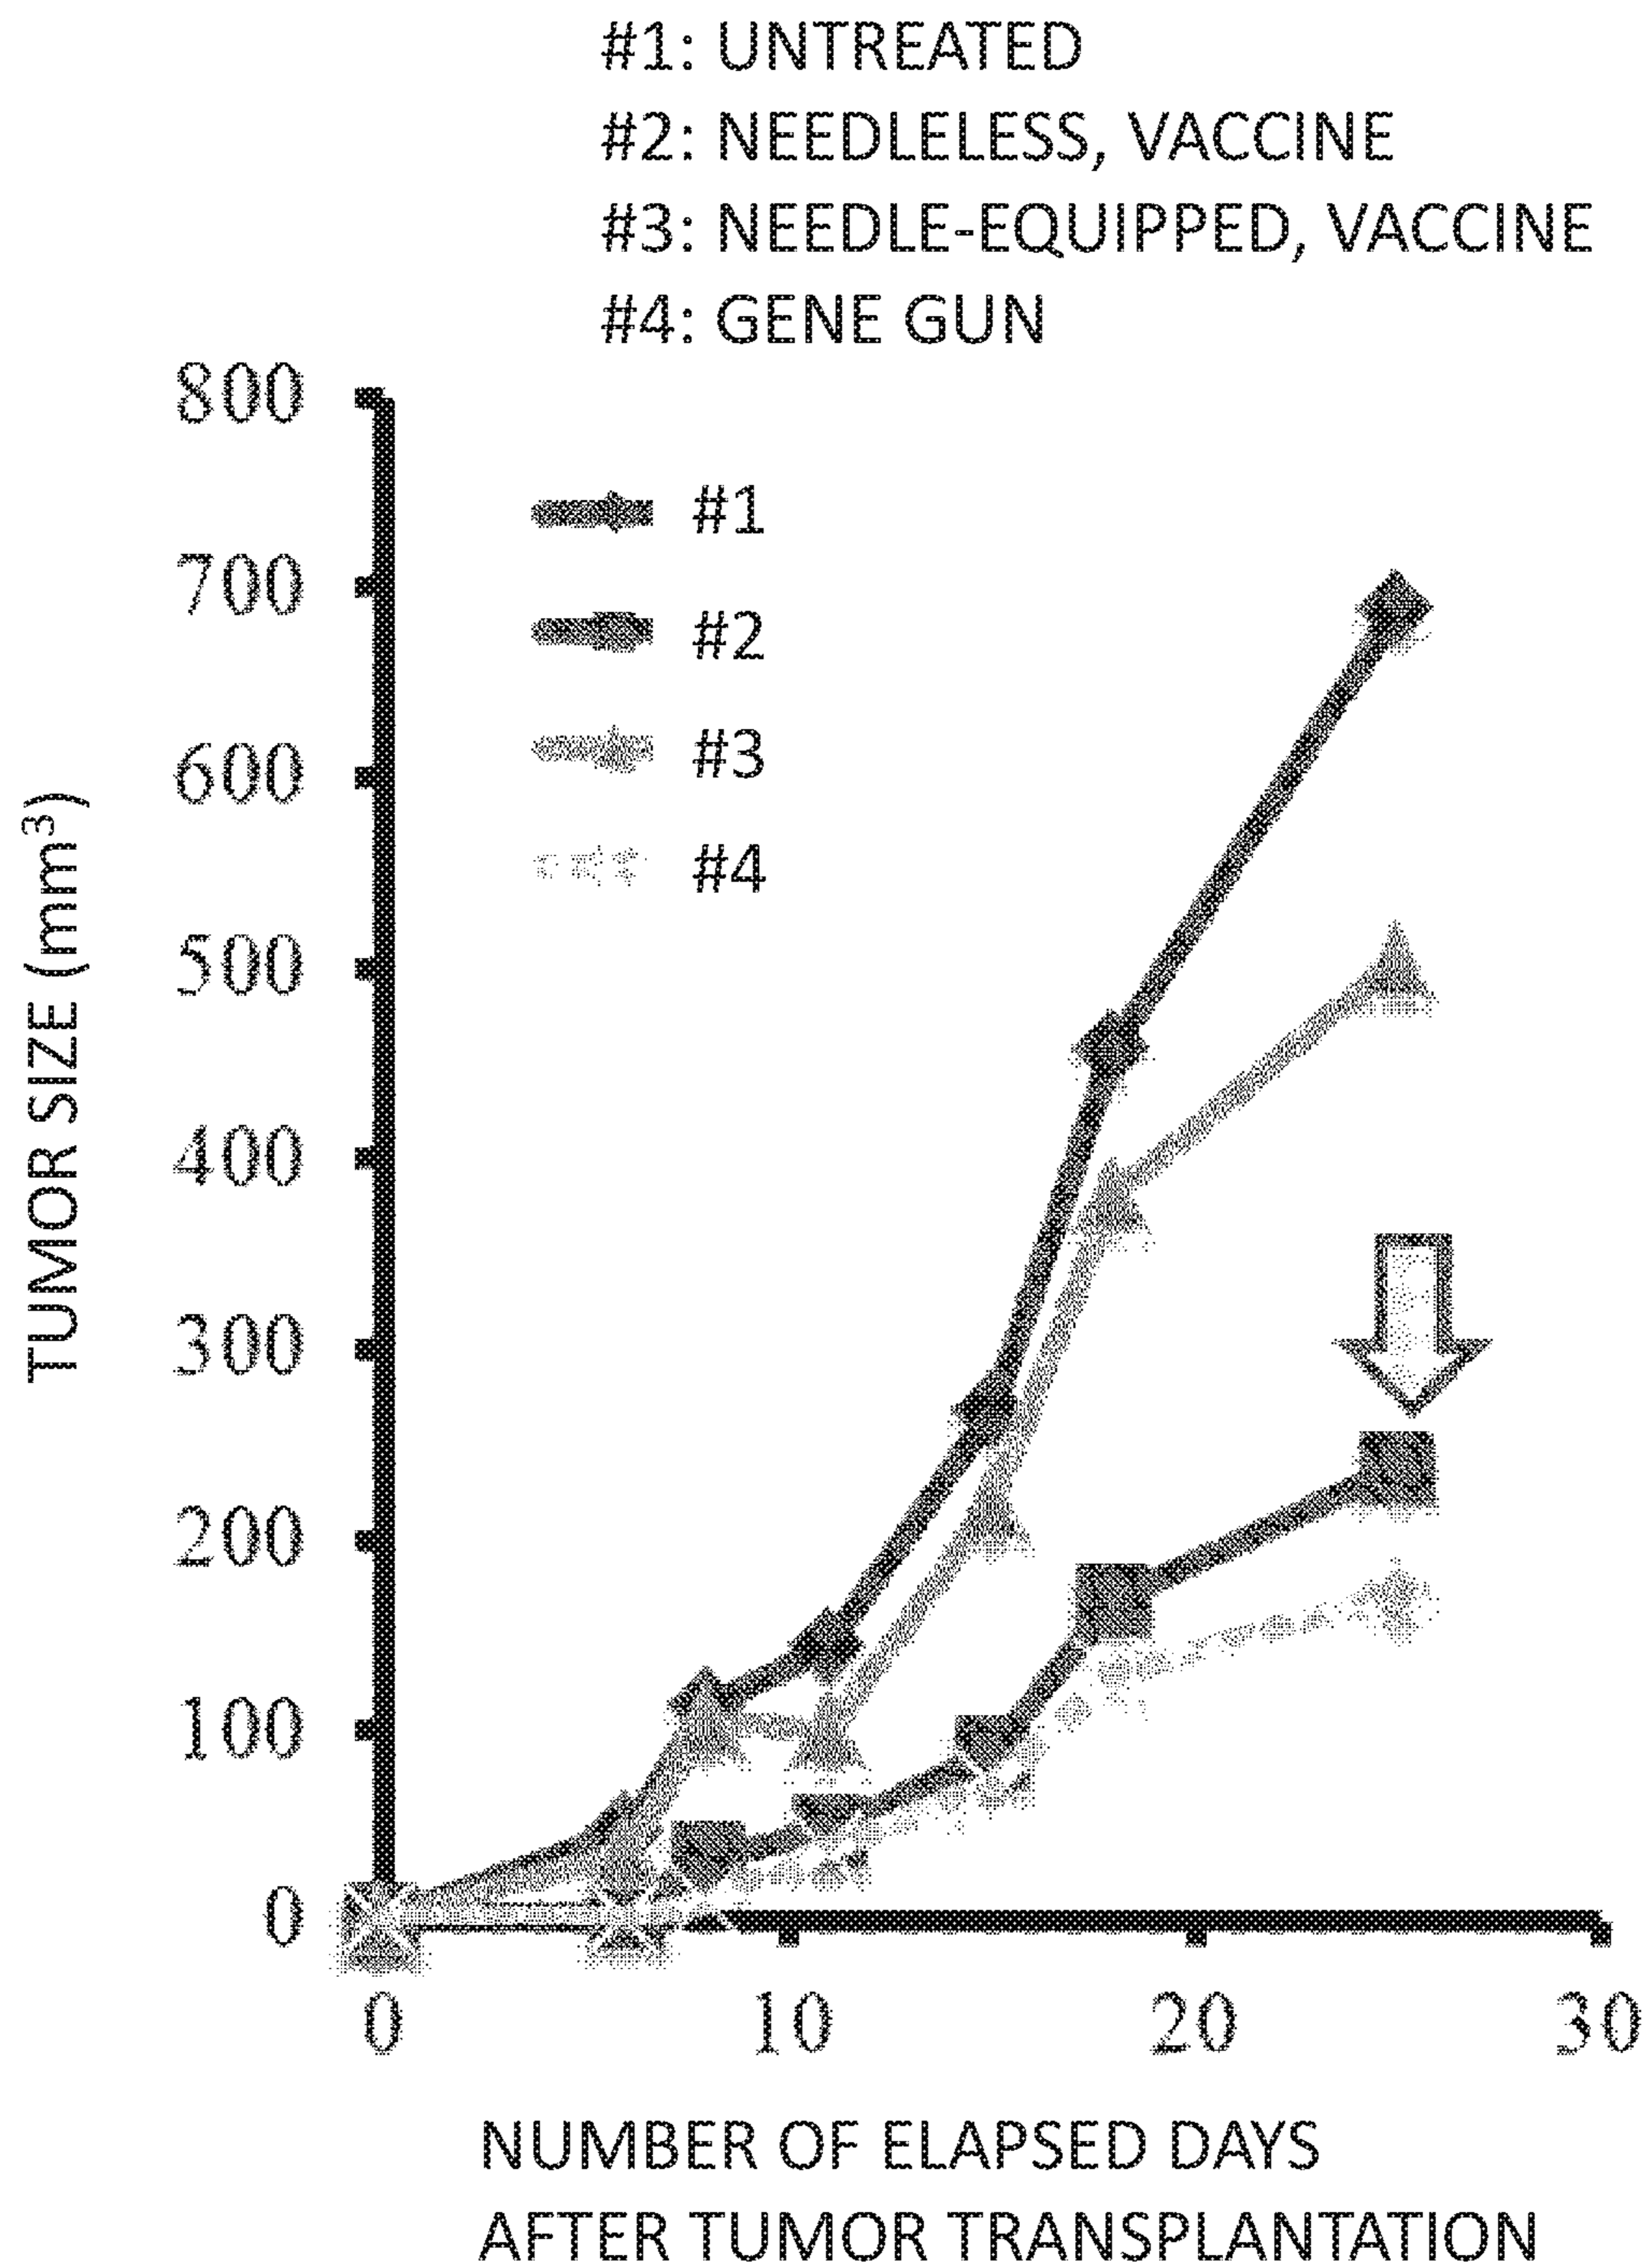 #1: UNTREATED
#2: NEEDLELESS, VACCINE
#3: NEEDLE-EQUIPPED, VACCINE
#4: GENE GUN
800
700
600
500
400
300
200
100
0
TUMOR SIZE (mm³)
#1
#2
#3
#4
0 10 20 30
NUMBER OF ELAPSED DAYS
AFTER TUMOR TRANSPLANTATION